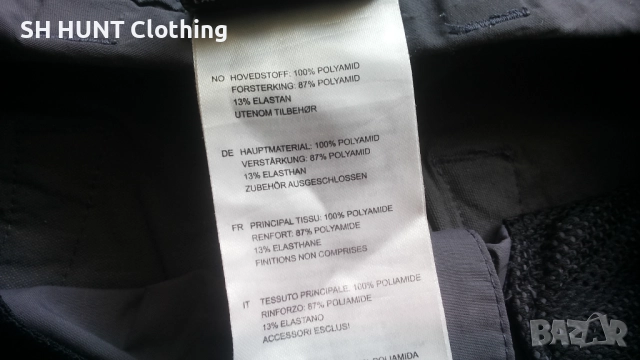 SH HUNT Clothing
NO HOVEDSTOFF: 100% POLYAMID
FORSTERKING: 87% POLYAMID
13% ELASTAN
UTENOM TILBEHØR
DE HAUPTMATERIAL: 100% POLYAMID
VERSTÄRKUNG: 87% POLYAMID
13% ELASTHAN
ZUBEHÖR AUSGESCHLOSSEN
FR PRINCIPAL TISSU: 100% POLYAMIDE
RENFORT: 87% POLYAMIDE
13% ELASTHANE
FINITIONS NON COMPRISES
IT TESSUTO PRINCIPALE: 100% POLIAMIDE
RINFORZO: 87% POLIAMIDE
13% ELASTANO
ACCESSORI ESCLUSI
POLIAMIDA
BAZAR